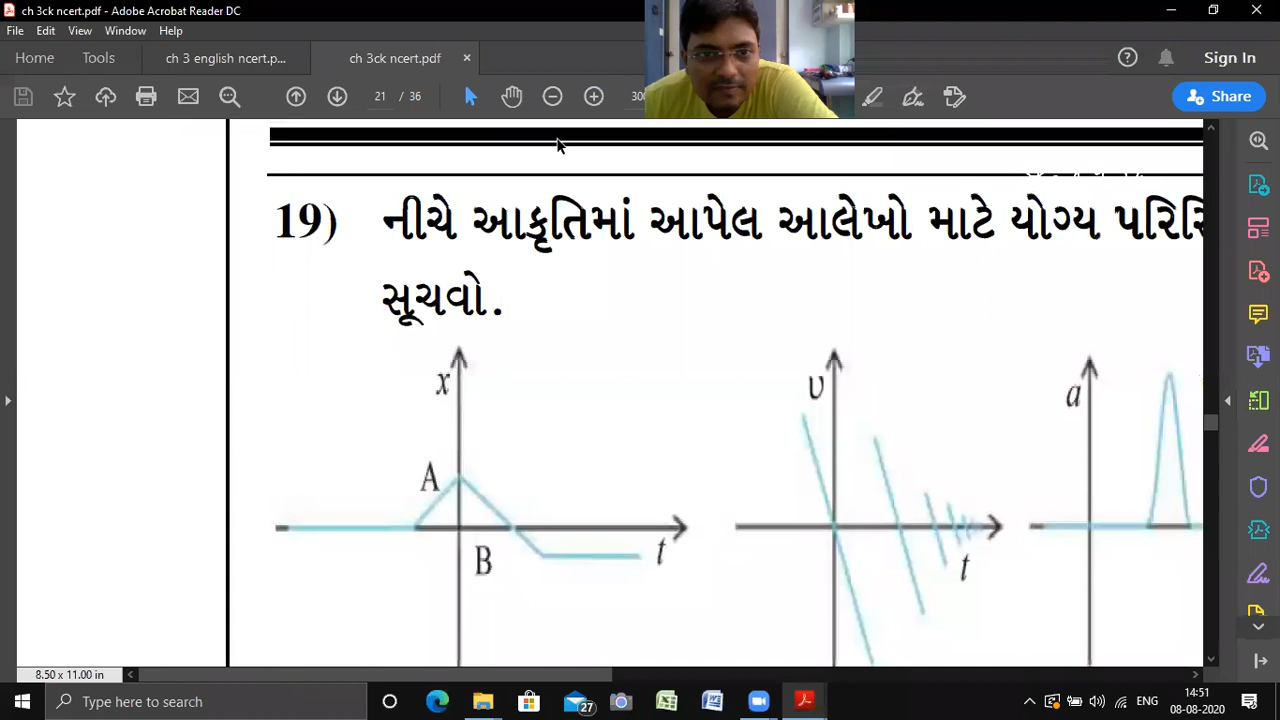 ch 3ck ncert.pdf - Adobe Acrobat Reader DC
File Edit View Window Help
Home Tools ch 3 english ncert.p... ch 3ck ncert.pdf ×
Sign In
21 / 36
Share
19) નીચે આકૃતિમાં આપેલ આલેખો માટે યોગ્ય
સૂચવો.
x υ a
A
B t t
8.50 x 11.00 in
Type here to search
27
ENG
14:51
08-08-2020